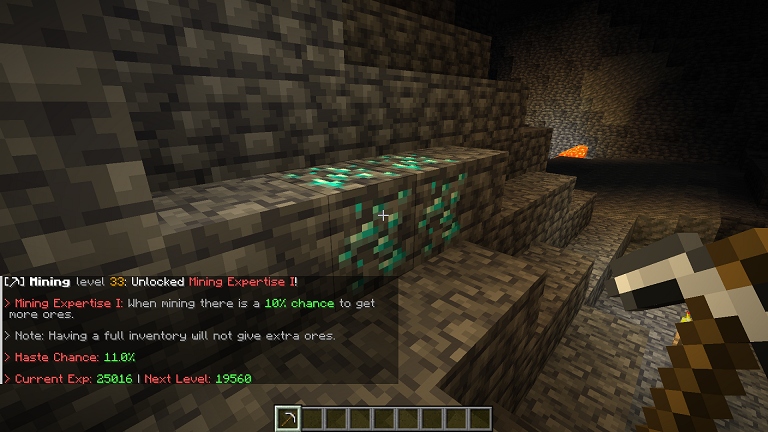 [⛏] Mining level 33: Unlocked Mining Expertise I!
> Mining Expertise I: When mining there is a 10% chance to get
more ores.
> Note: Having a full inventory will not give extra ores.
> Haste Chance: 11.0%
> Current Exp: 25016 | Next Level: 19560